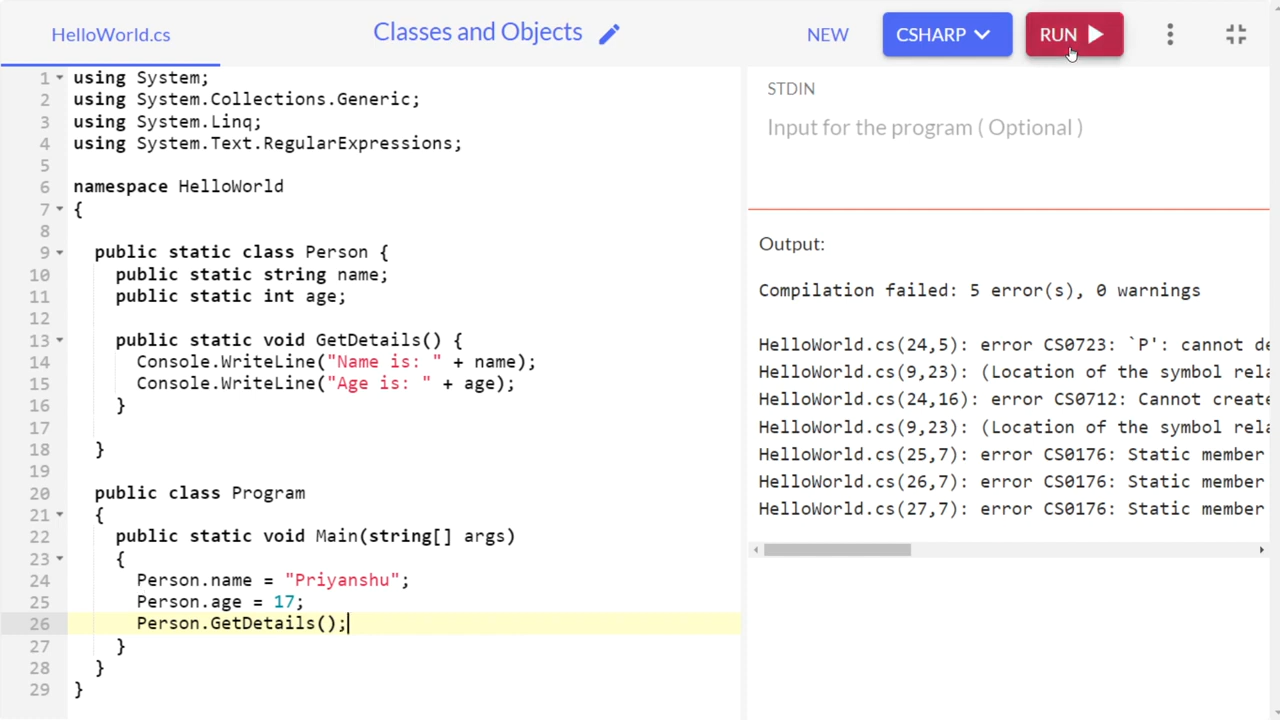 HelloWorld.cs
Classes and Objects
NEW
CSHARP
RUN
1 using System;
2 using System.Collections.Generic;
3 using System.Linq;
4 using System.Text.RegularExpressions;
5
6 namespace HelloWorld
7 {
8
9 public static class Person {
10 public static string name;
11 public static int age;
12
13 public static void GetDetails() {
14 Console.WriteLine("Name is: " + name);
15 Console.WriteLine("Age is: " + age);
16 }
17
18 }
19
20 public class Program
21 {
22 public static void Main(string[] args)
23 {
24 Person.name = "Priyanshu";
25 Person.age = 17;
26 Person.GetDetails();
27 }
28 }
29 }
STDIN
Input for the program ( Optional )
Output:
Compilation failed: 5 error(s), 0 warnings
HelloWorld.cs(24,5): error CS0723: `P': cannot de
HelloWorld.cs(9,23): (Location of the symbol rela
HelloWorld.cs(24,16): error CS0712: Cannot create
HelloWorld.cs(9,23): (Location of the symbol rela
HelloWorld.cs(25,7): error CS0176: Static member
HelloWorld.cs(26,7): error CS0176: Static member
HelloWorld.cs(27,7): error CS0176: Static member